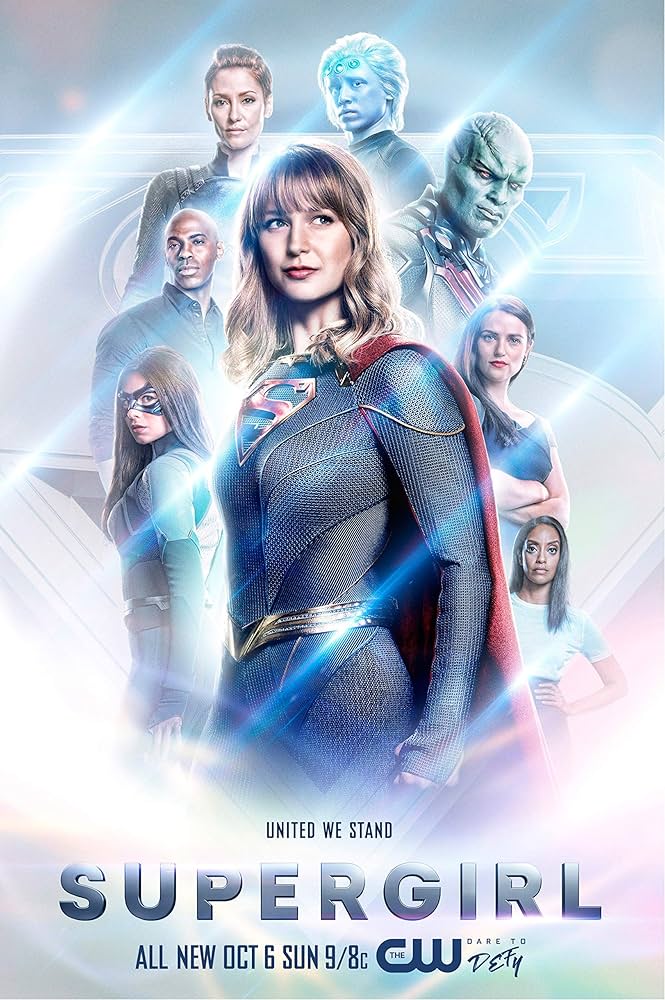 UNITED WE STAND
SUPERGIRL
ALL NEW OCT 6 SUN 9/8c THE CW DARE TO DEFY